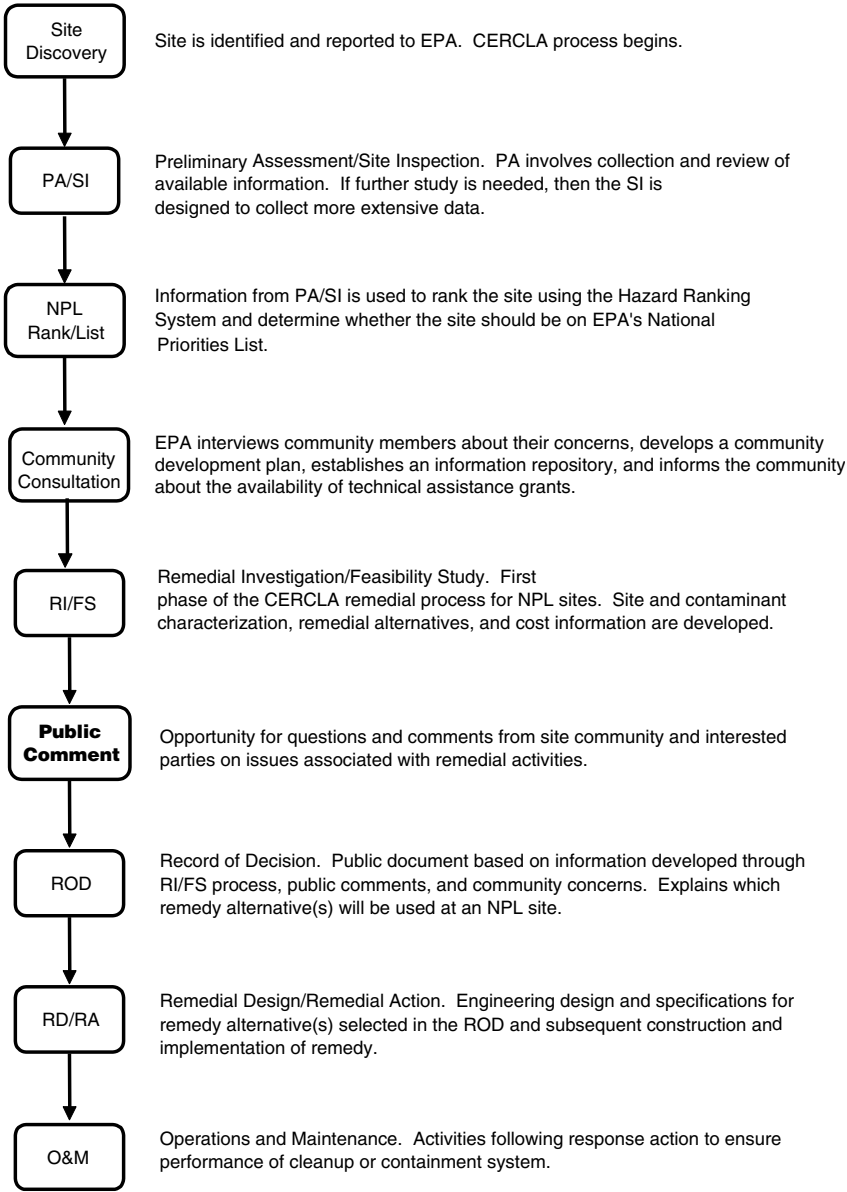 Site
Discovery
Site is identified and reported to EPA. CERCLA process begins.
PA/SI
Preliminary Assessment/Site Inspection. PA involves collection and review of
available information. If further study is needed, then the SI is
designed to collect more extensive data.
NPL
Rank/List
Information from PA/SI is used to rank the site using the Hazard Ranking
System and determine whether the site should be on EPA's National
Priorities List.
Community
Consultation
EPA interviews community members about their concerns, develops a community
development plan, establishes an information repository, and informs the community
about the availability of technical assistance grants.
RI/FS
Remedial Investigation/Feasibility Study. First
phase of the CERCLA remedial process for NPL sites. Site and contaminant
characterization, remedial alternatives, and cost information are developed.
Public
Comment
Opportunity for questions and comments from site community and interested
parties on issues associated with remedial activities.
ROD
Record of Decision. Public document based on information developed through
RI/FS process, public comments, and community concerns. Explains which
remedy alternative(s) will be used at an NPL site.
RD/RA
Remedial Design/Remedial Action. Engineering design and specifications for
remedy alternative(s) selected in the ROD and subsequent construction and
implementation of remedy.
O&M
Operations and Maintenance. Activities following response action to ensure
performance of cleanup or containment system.